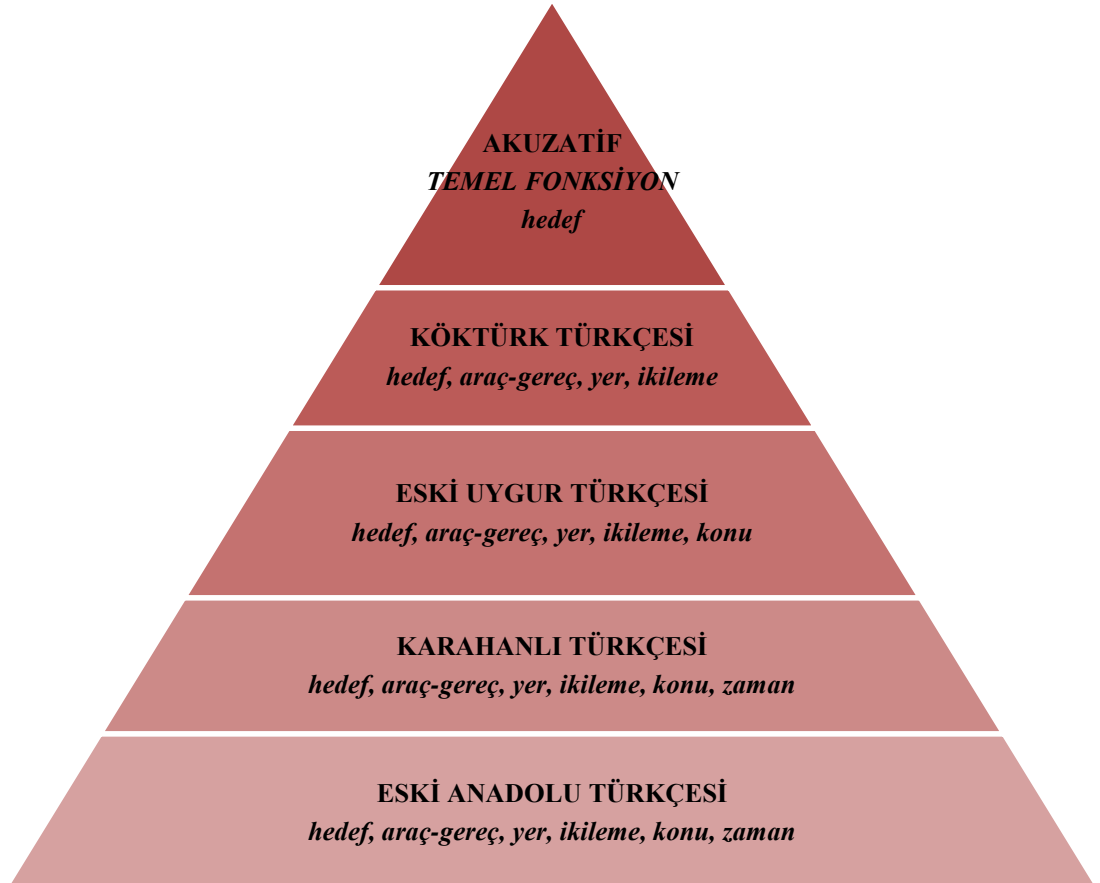 AKUZATİF
TEMEL FONKSİYON
hedef
KÖKTÜRK TÜRKÇESİ
hedef, araç-gereç, yer, ikileme
ESKİ UYGUR TÜRKÇESİ
hedef, araç-gereç, yer, ikileme, konu
KARAHANLI TÜRKÇESİ
hedef, araç-gereç, yer, ikileme, konu, zaman
ESKİ ANADOLU TÜRKÇESİ
hedef, araç-gereç, yer, ikileme, konu, zaman